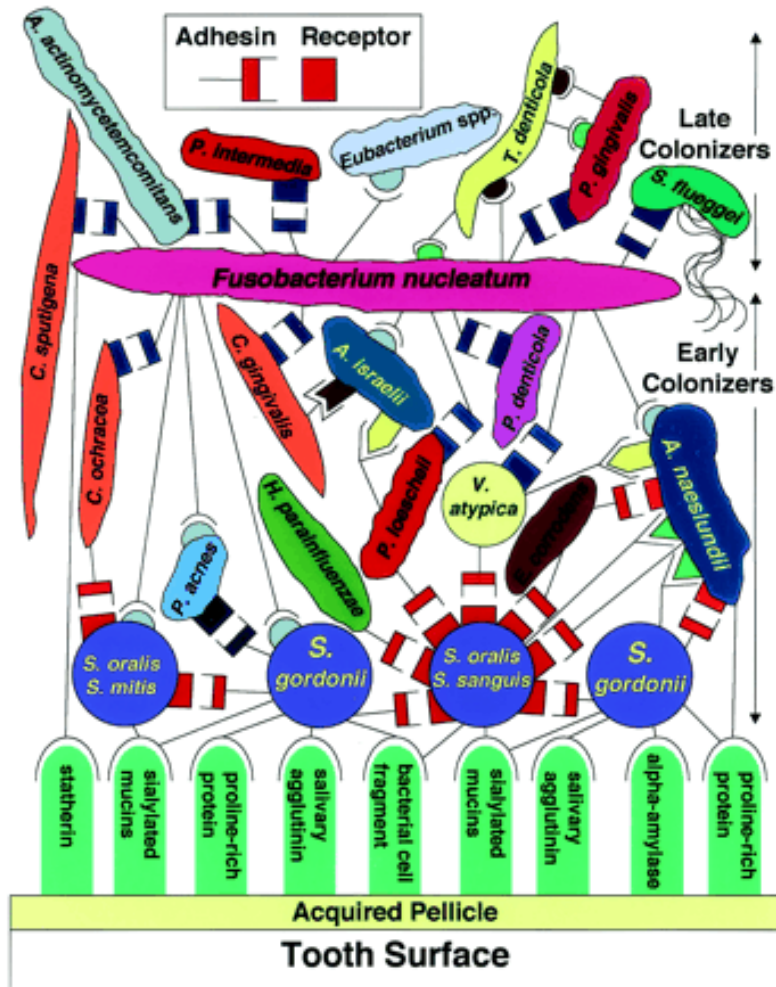 Adhesin Receptor
A. actinomycetemcomitans
P. intermedia
Eubacterium spp.
T. denticola
P. gingivalis
Late
Colonizers
S. flueggei
Fusobacterium nucleatum
C. sputigena
C. ochracea
C. gingivalis
A. israelii
P. denticola
Early
Colonizers
P. loescheii
V.
atypica
E. corrodens
A. naeslundii
H. parainfluenzae
P. acnes
S. oralis
S. mitis
S.
gordonii
S. oralis
S. sanguis
S.
gordonii
statherin
sialylated
mucins
proline-rich
protein
salivary
agglutinin
bacterial cell
fragment
sialylated
mucins
salivary
agglutinin
alpha-amylase
proline-rich
protein
Acquired Pellicle
Tooth Surface